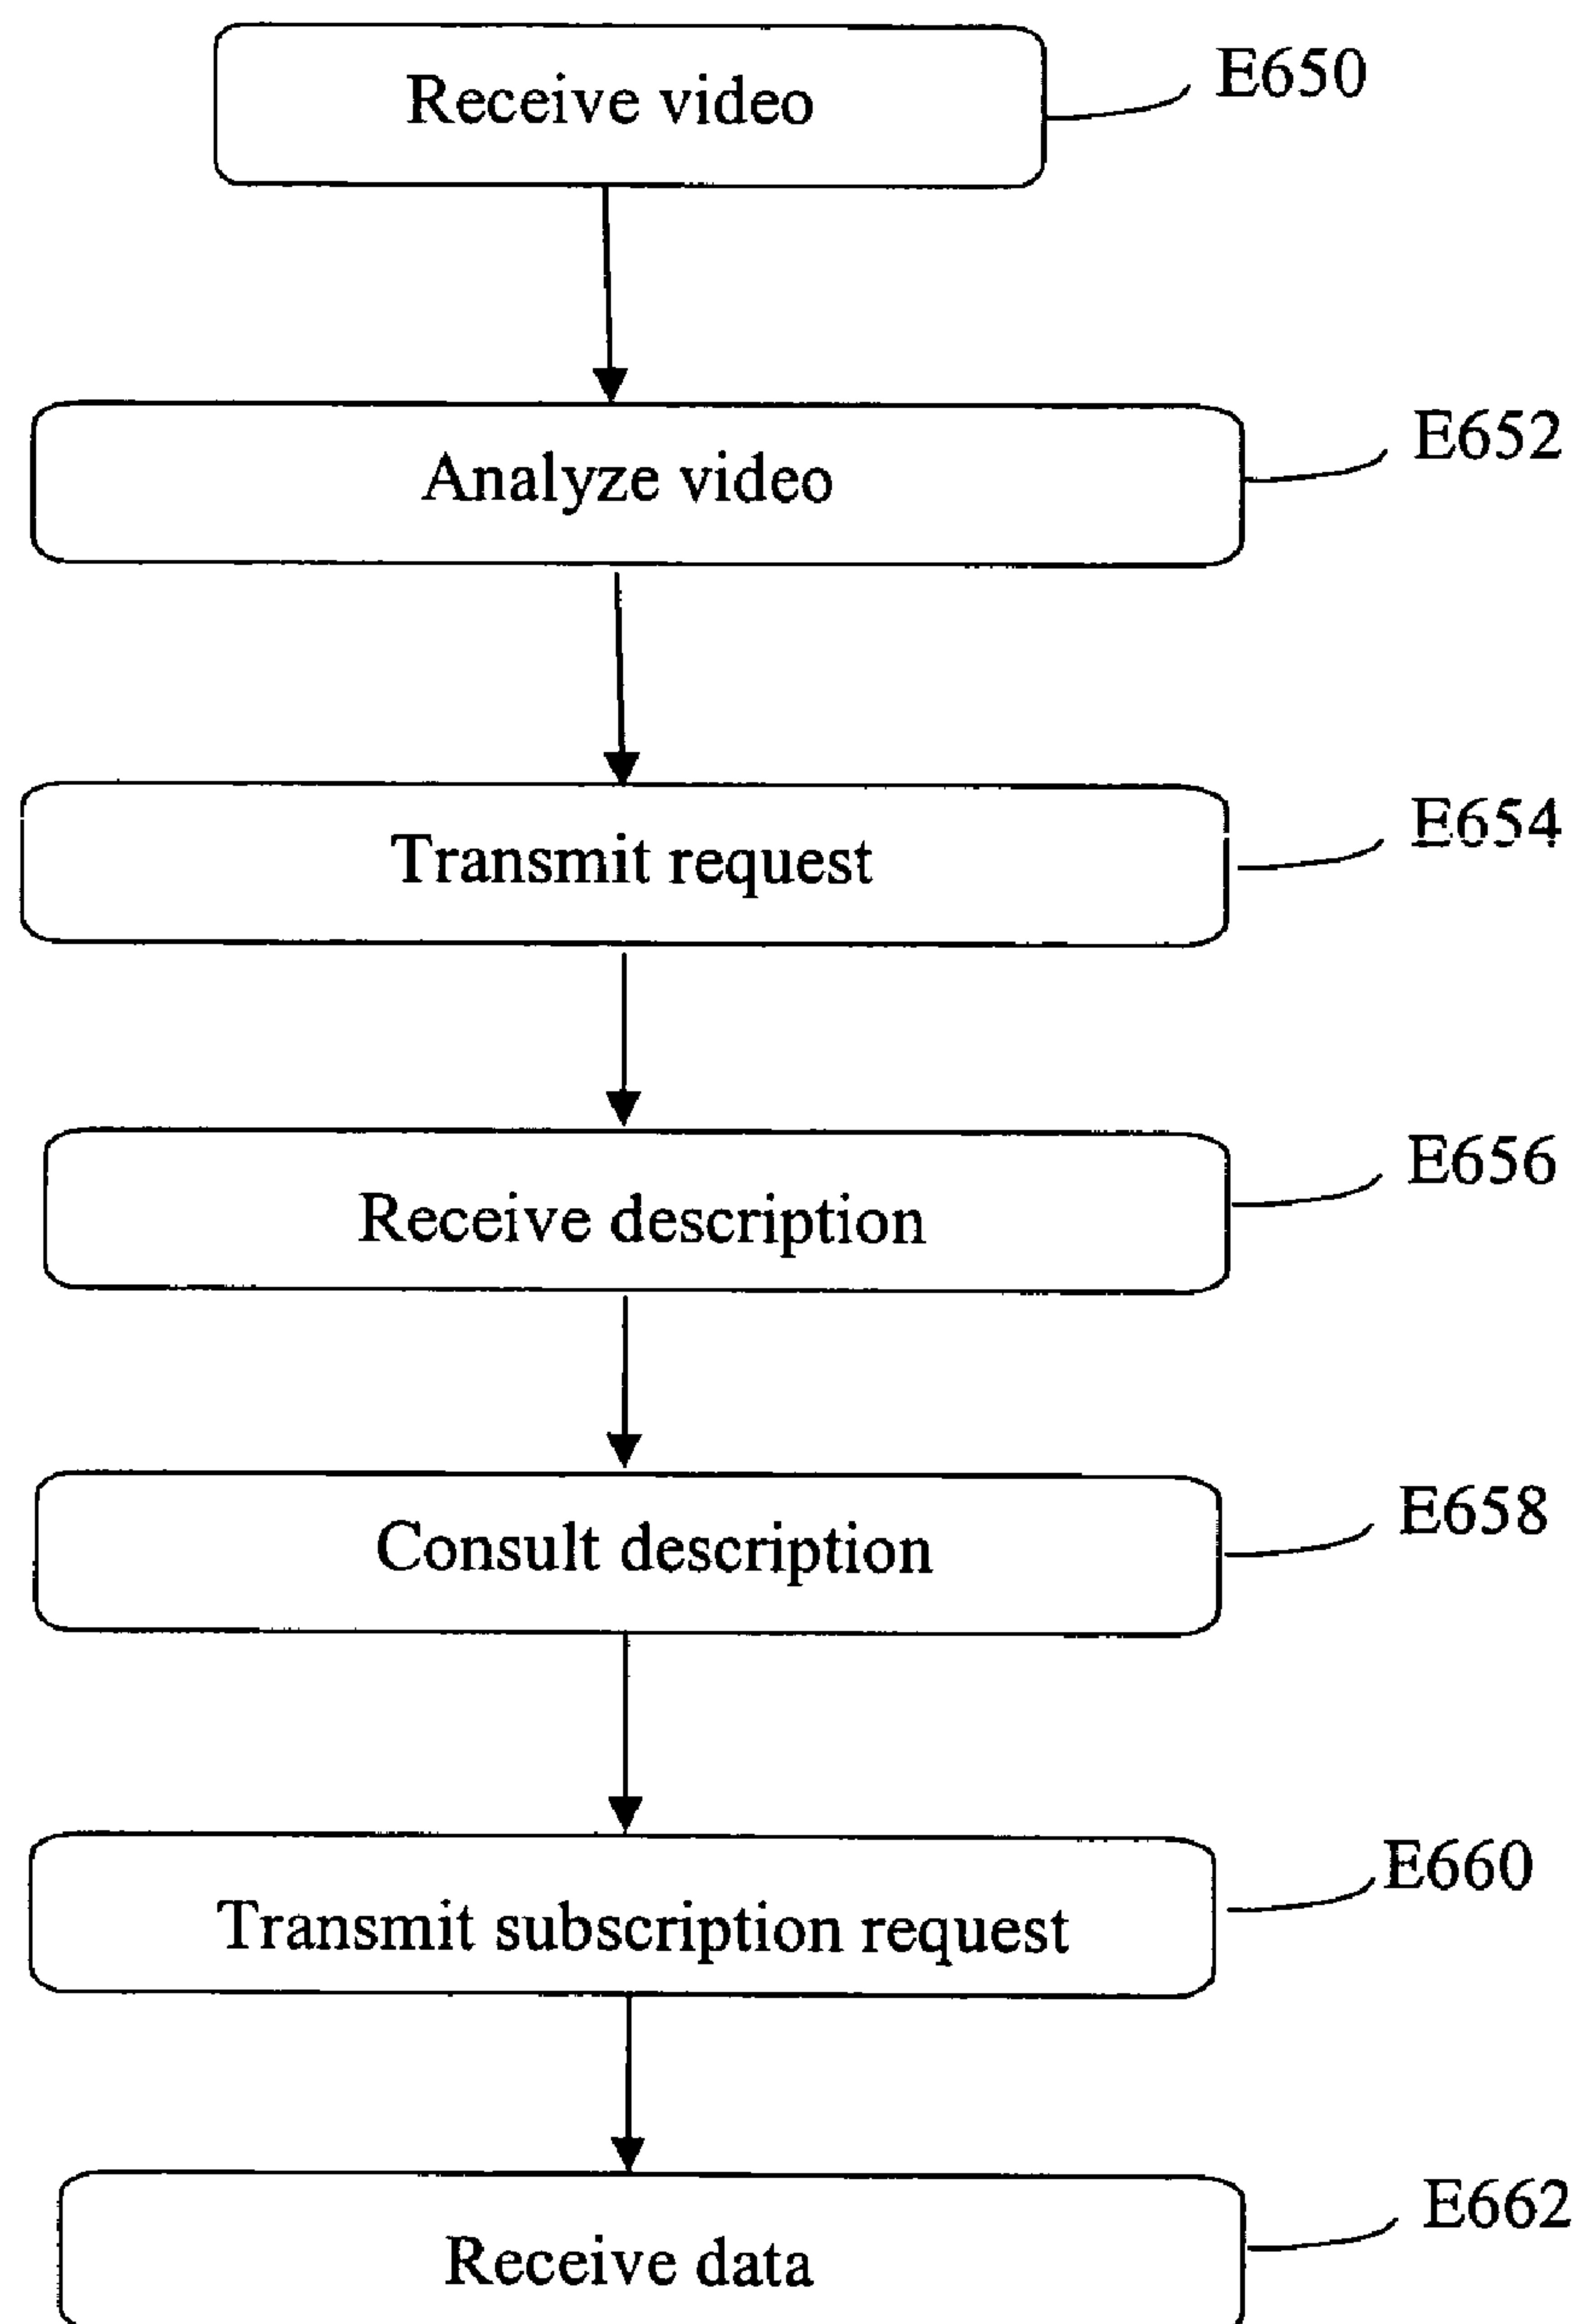 Receive video
E650
Analyze video
E652
Transmit request
E654
Receive description
E656
Consult description
E658
Transmit subscription request
E660
Receive data
E662